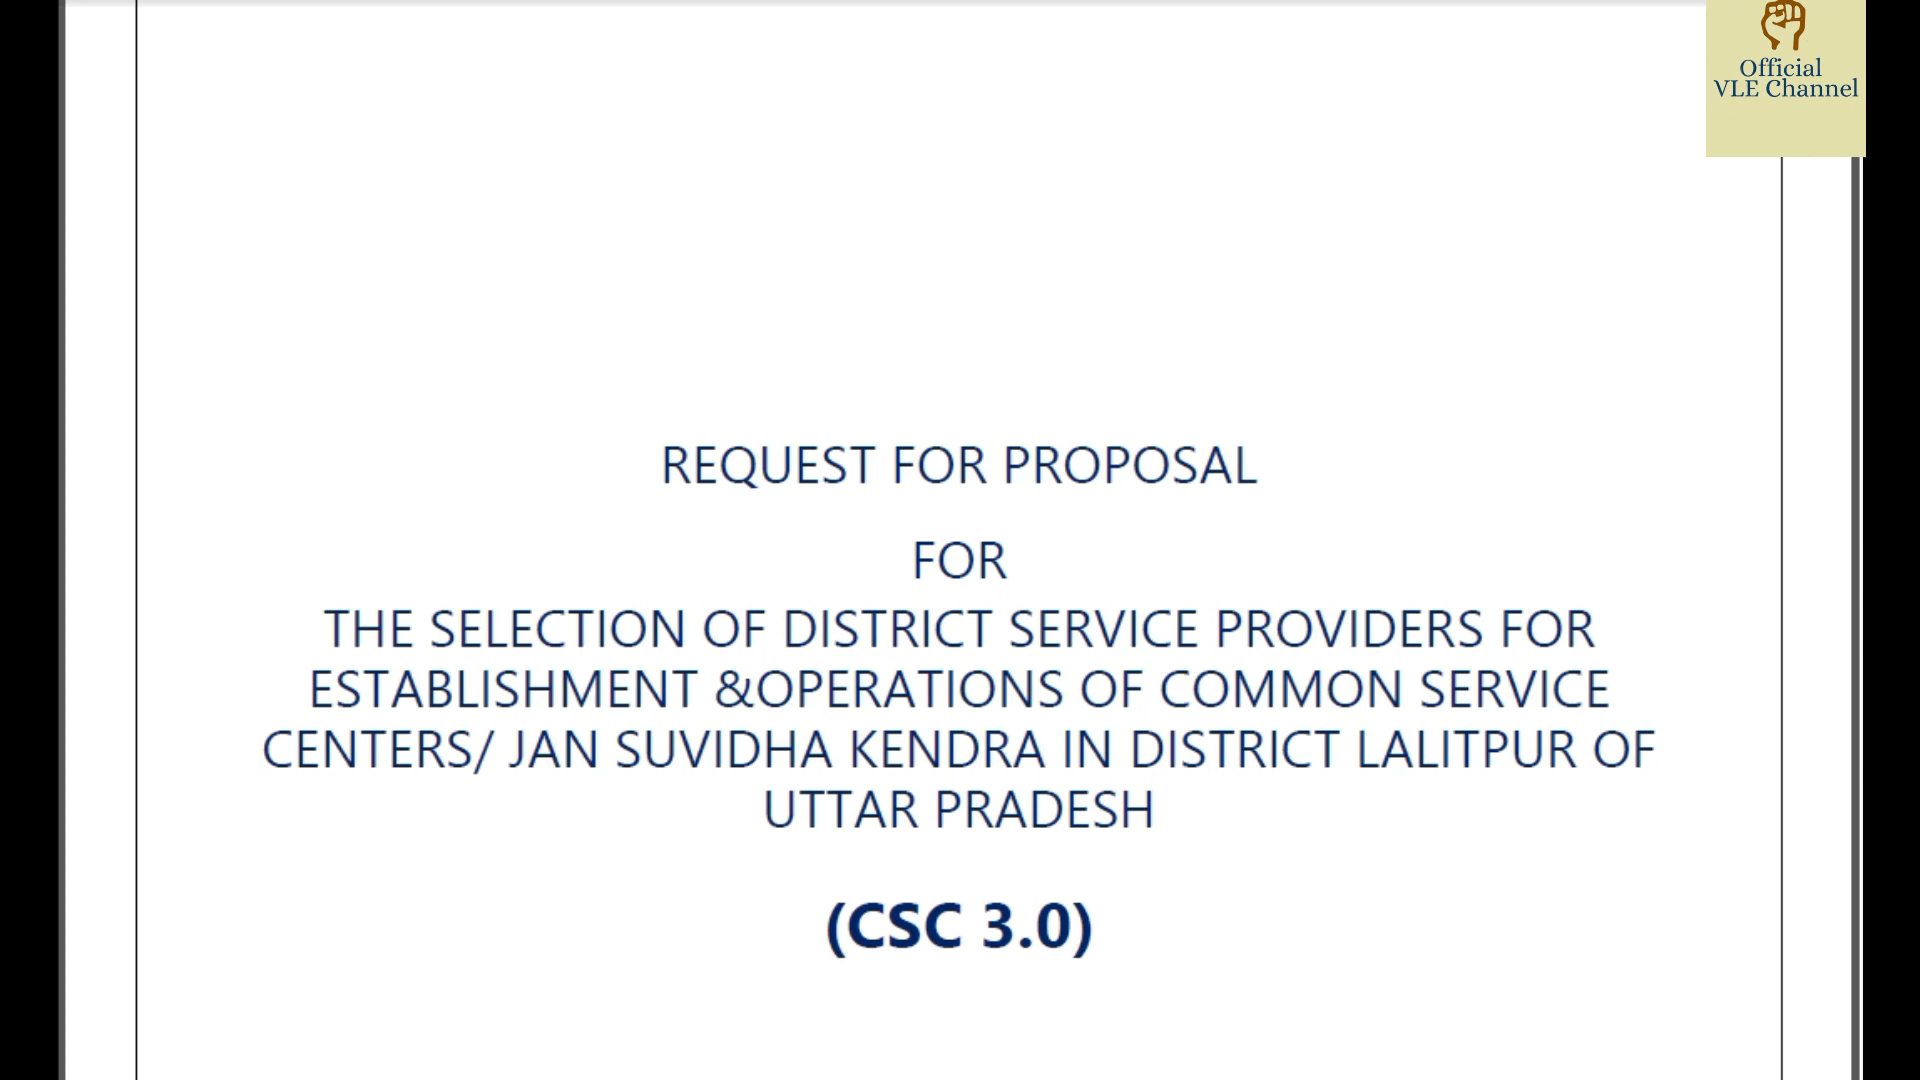 Official
VLE Channel
REQUEST FOR PROPOSAL
FOR
THE SELECTION OF DISTRICT SERVICE PROVIDERS FOR
ESTABLISHMENT &OPERATIONS OF COMMON SERVICE
CENTERS/ JAN SUVIDHA KENDRA IN DISTRICT LALITPUR OF
UTTAR PRADESH
(CSC 3.0)